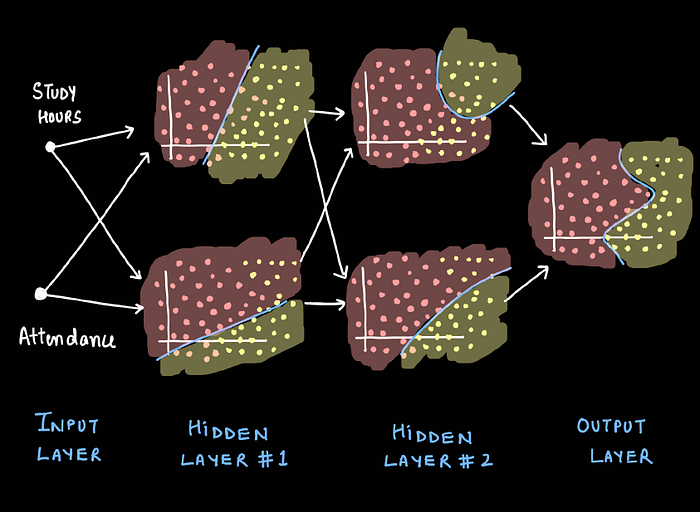 STUDY
HOURS
Attendance
INPUT
LAYER
HIDDEN
LAYER #1
HIDDEN
LAYER #2
OUTPUT
LAYER